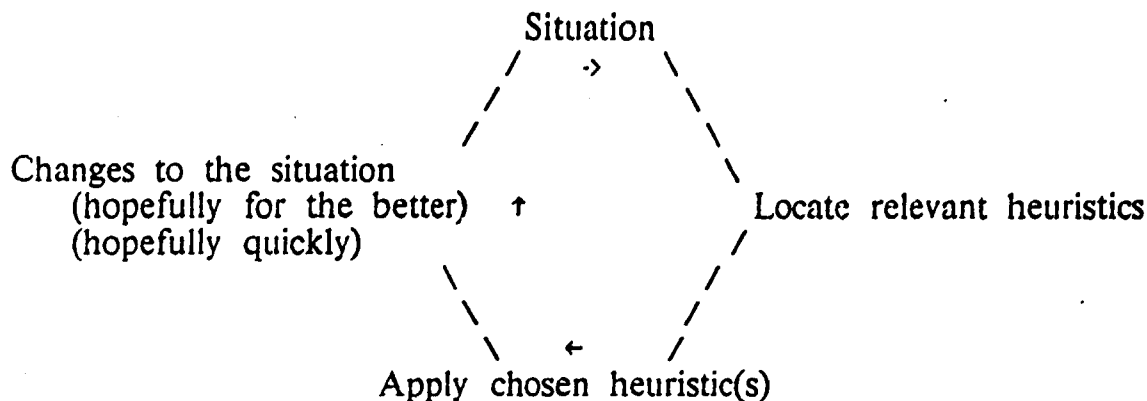 Situation
->
Changes to the situation
(hopefully for the better) ↑ Locate relevant heuristics
(hopefully quickly)
←
Apply chosen heuristic(s)